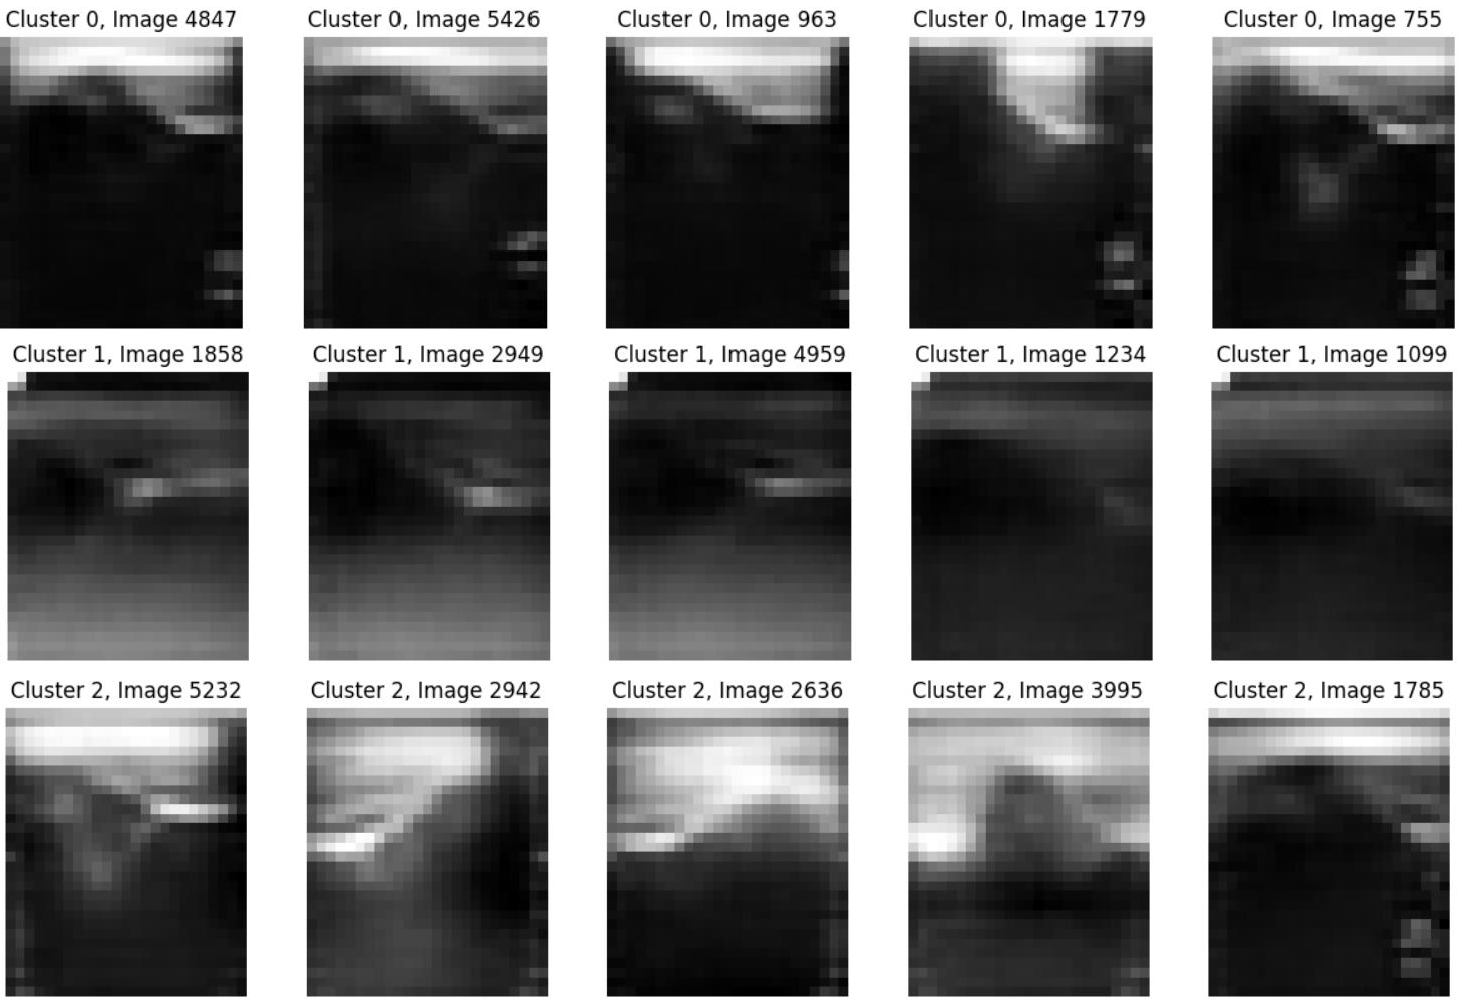 Cluster 0, Image 4847
Cluster 0, Image 5426
Cluster 0, Image 963
Cluster 0, Image 1779
Cluster 0, Image 755
Cluster 1, Image 1858
Cluster 1, Image 2949
Cluster 1, Image 4959
Cluster 1, Image 1234
Cluster 1, Image 1099
Cluster 2, Image 5232
Cluster 2, Image 2942
Cluster 2, Image 2636
Cluster 2, Image 3995
Cluster 2, Image 1785